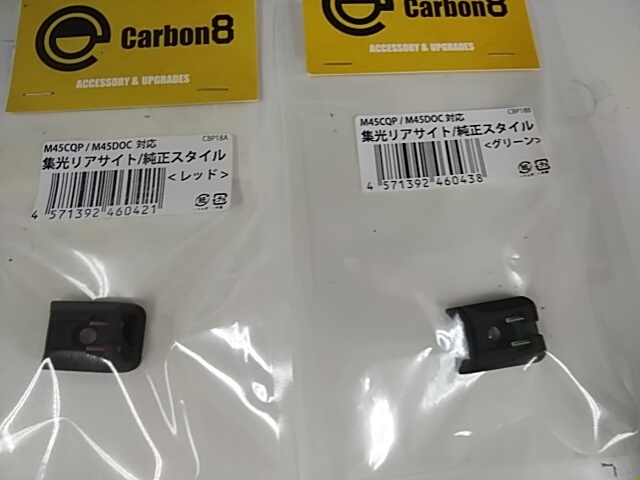 Carbon8
ACCESSORY & UPGRADES
M45CQP / M45DOC 対応
CBP18A
集光リアサイト/純正スタイル
<レッド>
4 571392 460421
Carbon8
ACCESSORY & UPGRADES
M45CQP / M45DOC 対応
CBP18B
集光リアサイト/純正スタイル
<グリーン>
4 571392 460438